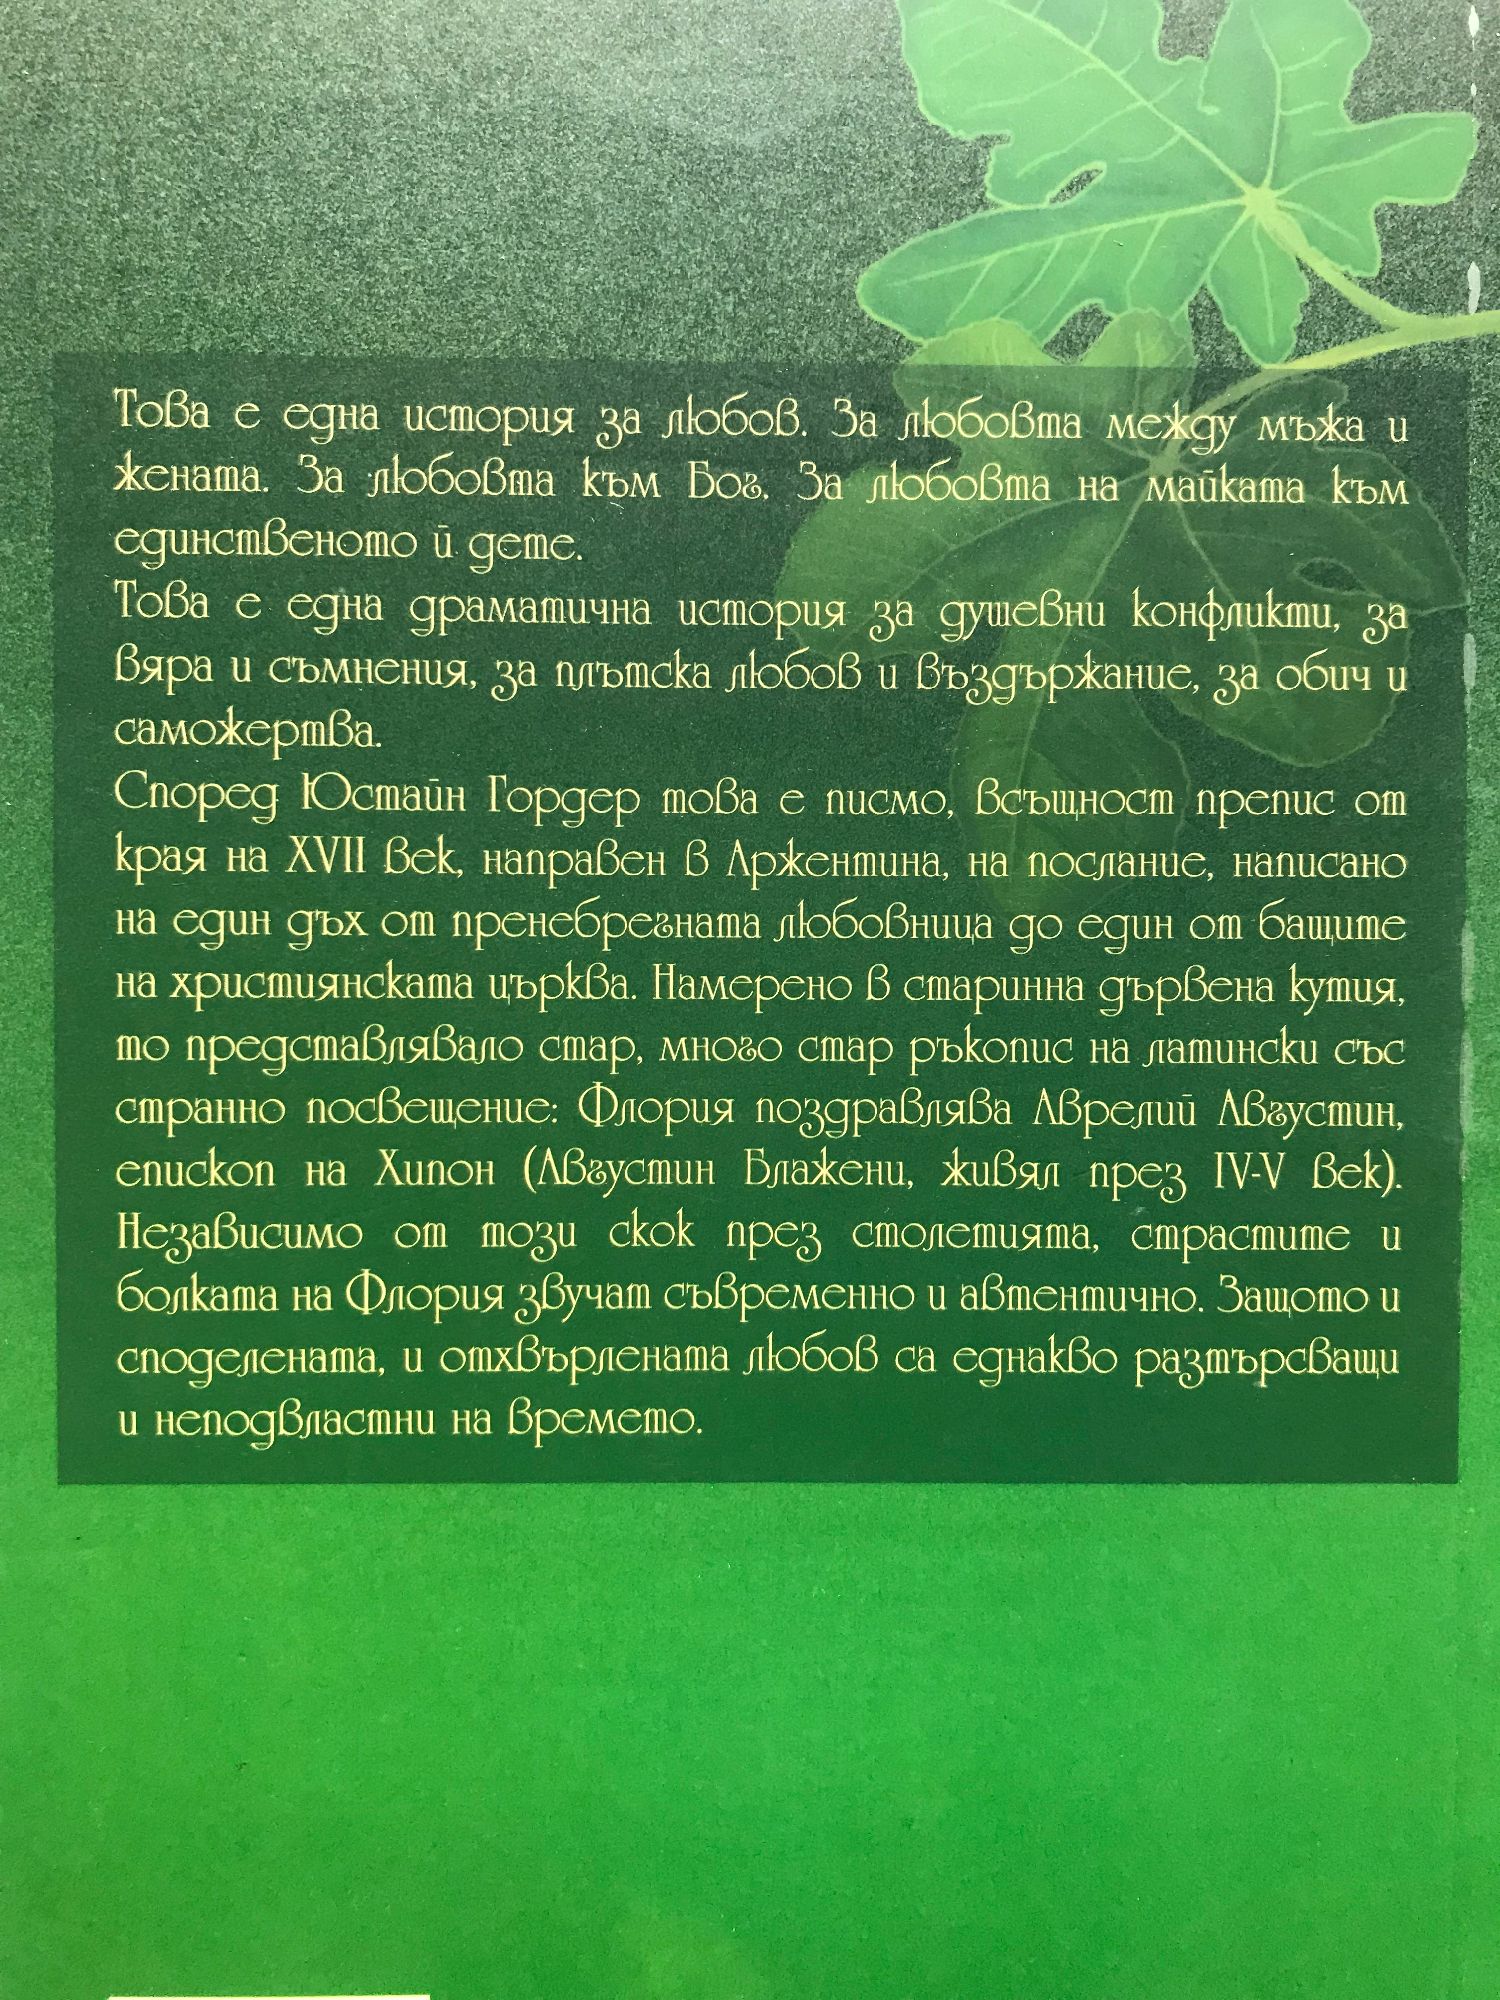 Това е една история за любов. За любовта между мъжа и
жената. За любовта към Бог. За любовта на майката към
единственото ѝ дете.
Това е една драматична история за душевни конфликти, за
вяра и съмнения, за плътска любов и въздържание, за обич и
саможертва.
Според Юстайн Гордер това е писмо, всъщност препис от
края на XVII век, направен в Аржентина, на послание, написано
на един дъх от пренебрегната любовница до един от бащите
на християнската църква. Намерено в старинна дървена кутия,
то представлявало стар, много стар ръкопис на латински със
странно посвещение: Флория поздравлява Аврелий Августин,
епископ на Хипон (Августин Блажени, живял през IV-V век).
Независимо от този скок през столетията, страстите и
болката на Флория звучат съвременно и автентично. Защото и
споделената, и отхвърлената любов са еднакво разтърсващи
и неподвластни на времето.